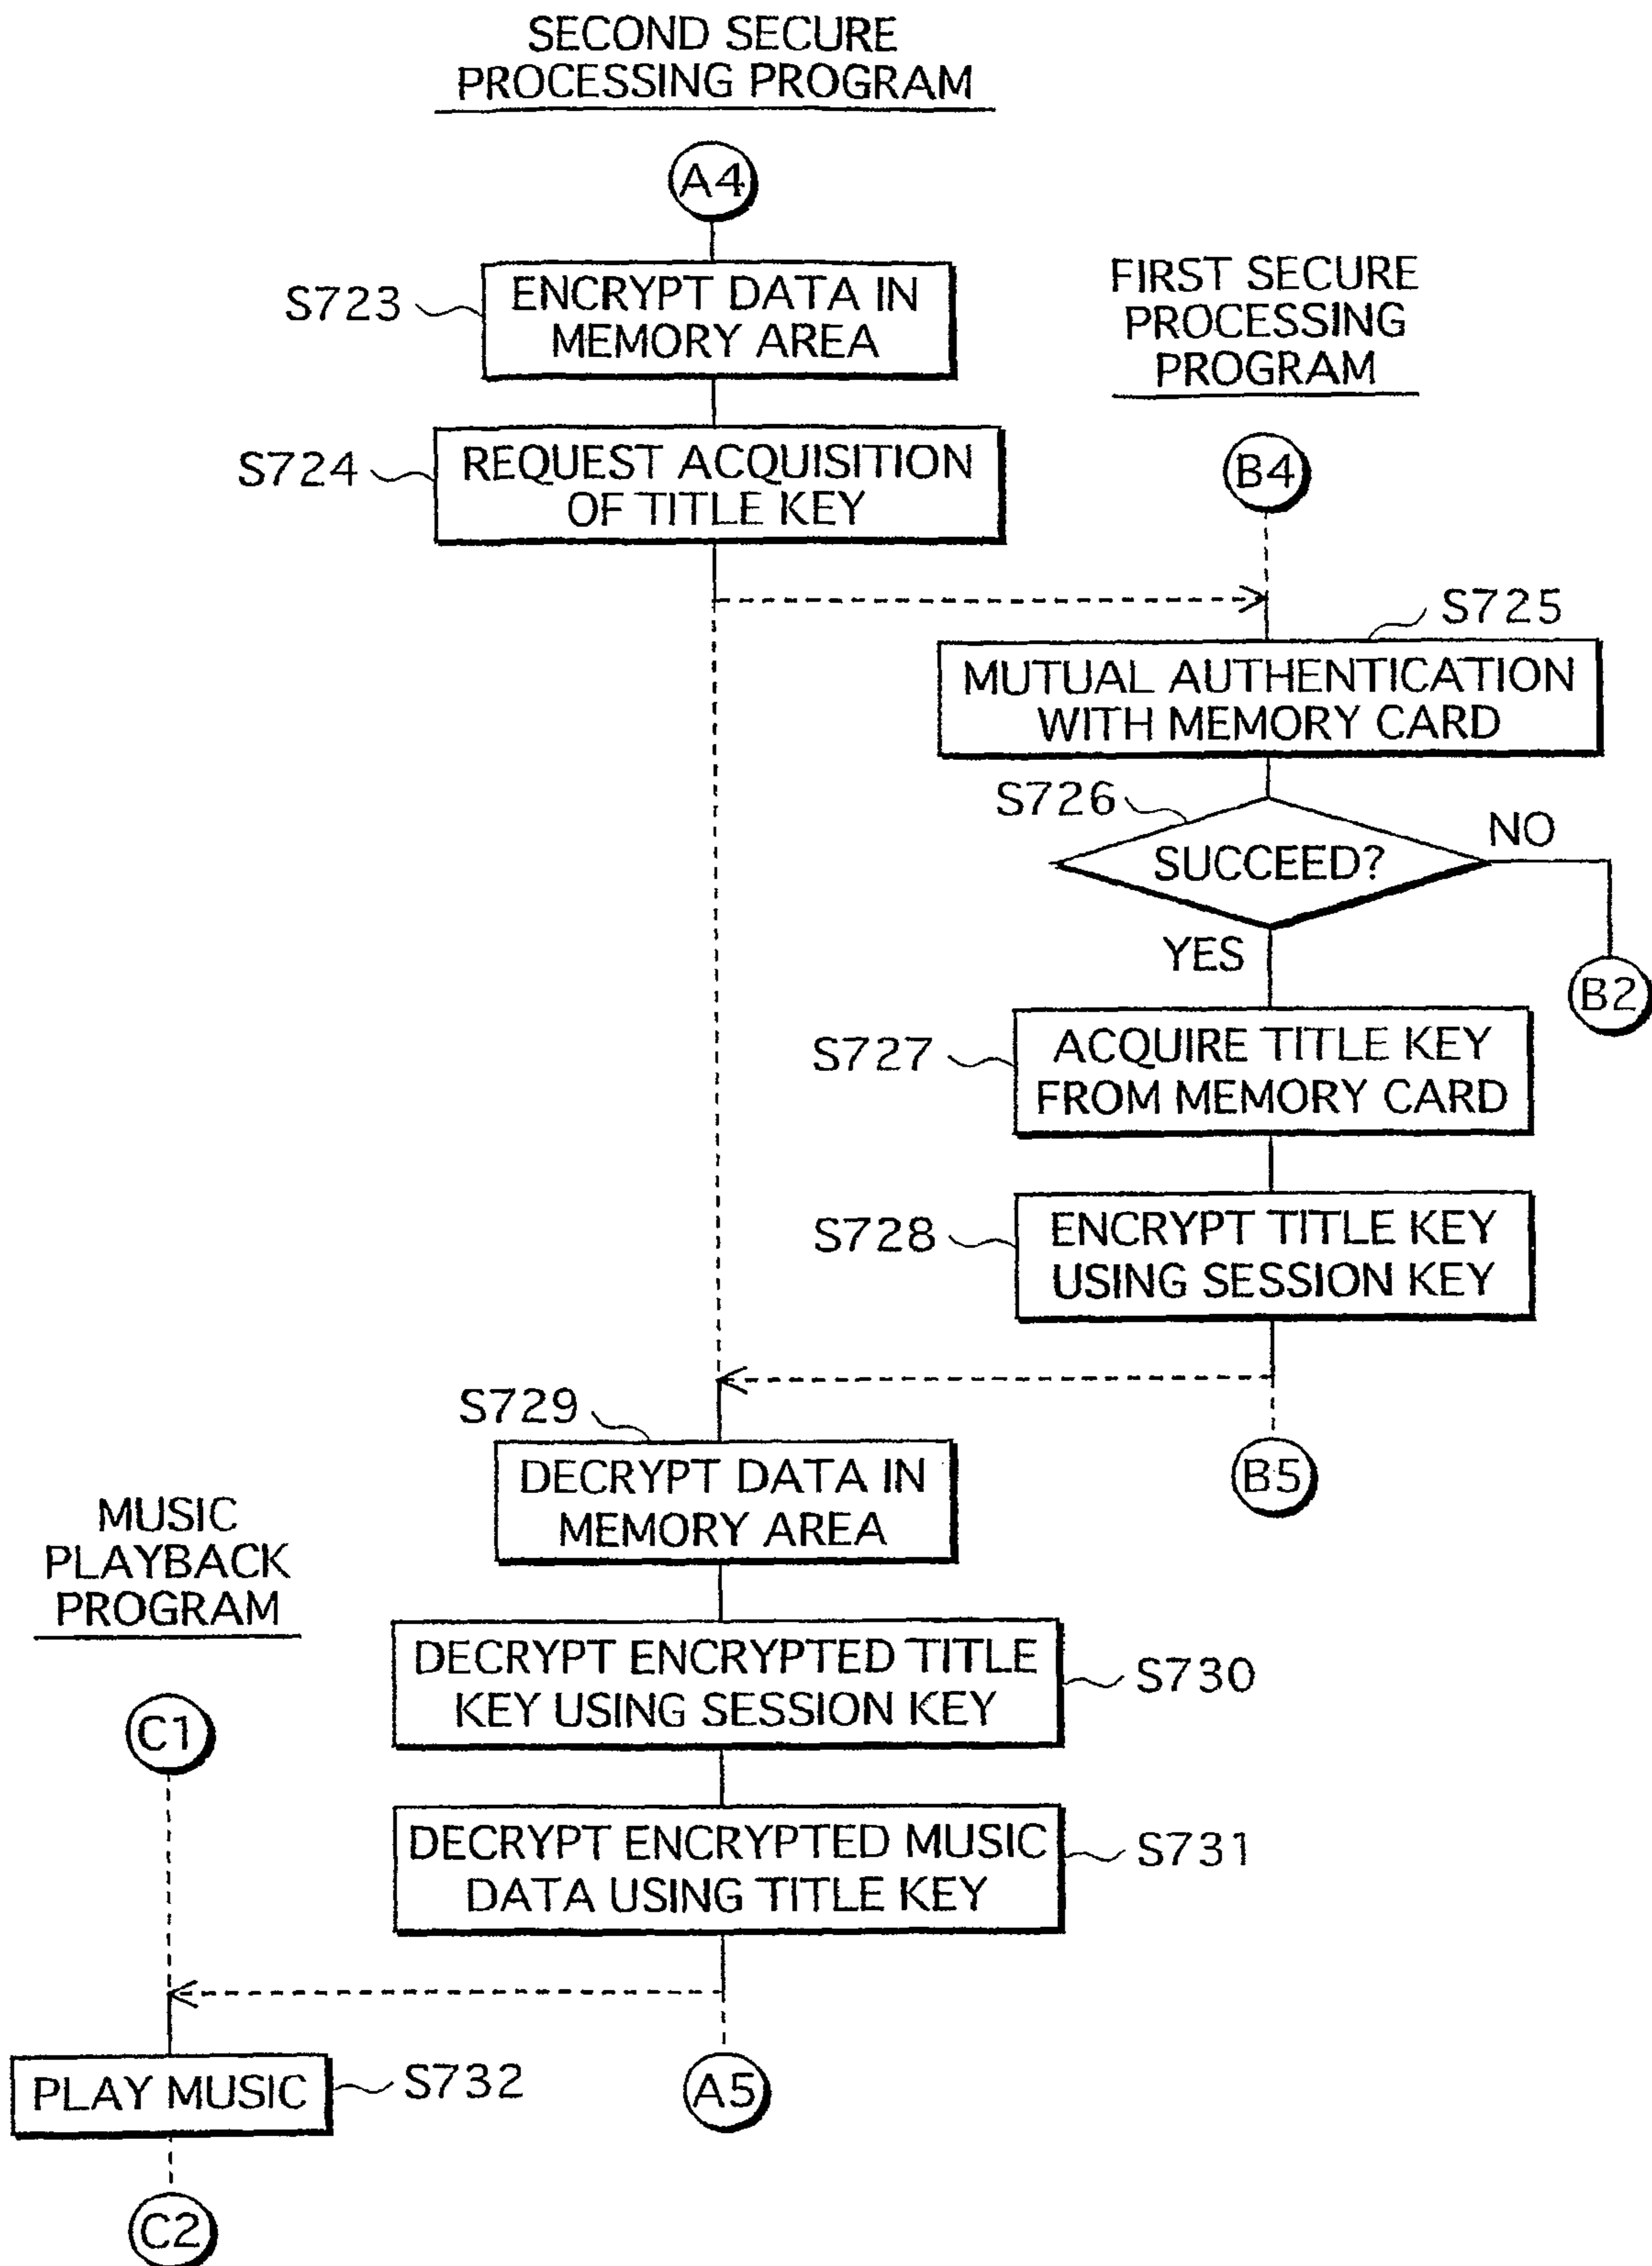 SECOND SECURE
PROCESSING PROGRAM
A4
S723
ENCRYPT DATA IN
MEMORY AREA
FIRST SECURE
PROCESSING
PROGRAM
S724
REQUEST ACQUISITION
OF TITLE KEY
B4
S725
MUTUAL AUTHENTICATION
WITH MEMORY CARD
S726
SUCCEED?
NO
YES
B2
S727
ACQUIRE TITLE KEY
FROM MEMORY CARD
S728
ENCRYPT TITLE KEY
USING SESSION KEY
S729
DECRYPT DATA IN
MEMORY AREA
B5
MUSIC
PLAYBACK
PROGRAM
DECRYPT ENCRYPTED TITLE
KEY USING SESSION KEY
S730
C1
DECRYPT ENCRYPTED MUSIC
DATA USING TITLE KEY
S731
PLAY MUSIC
S732
A5
C2